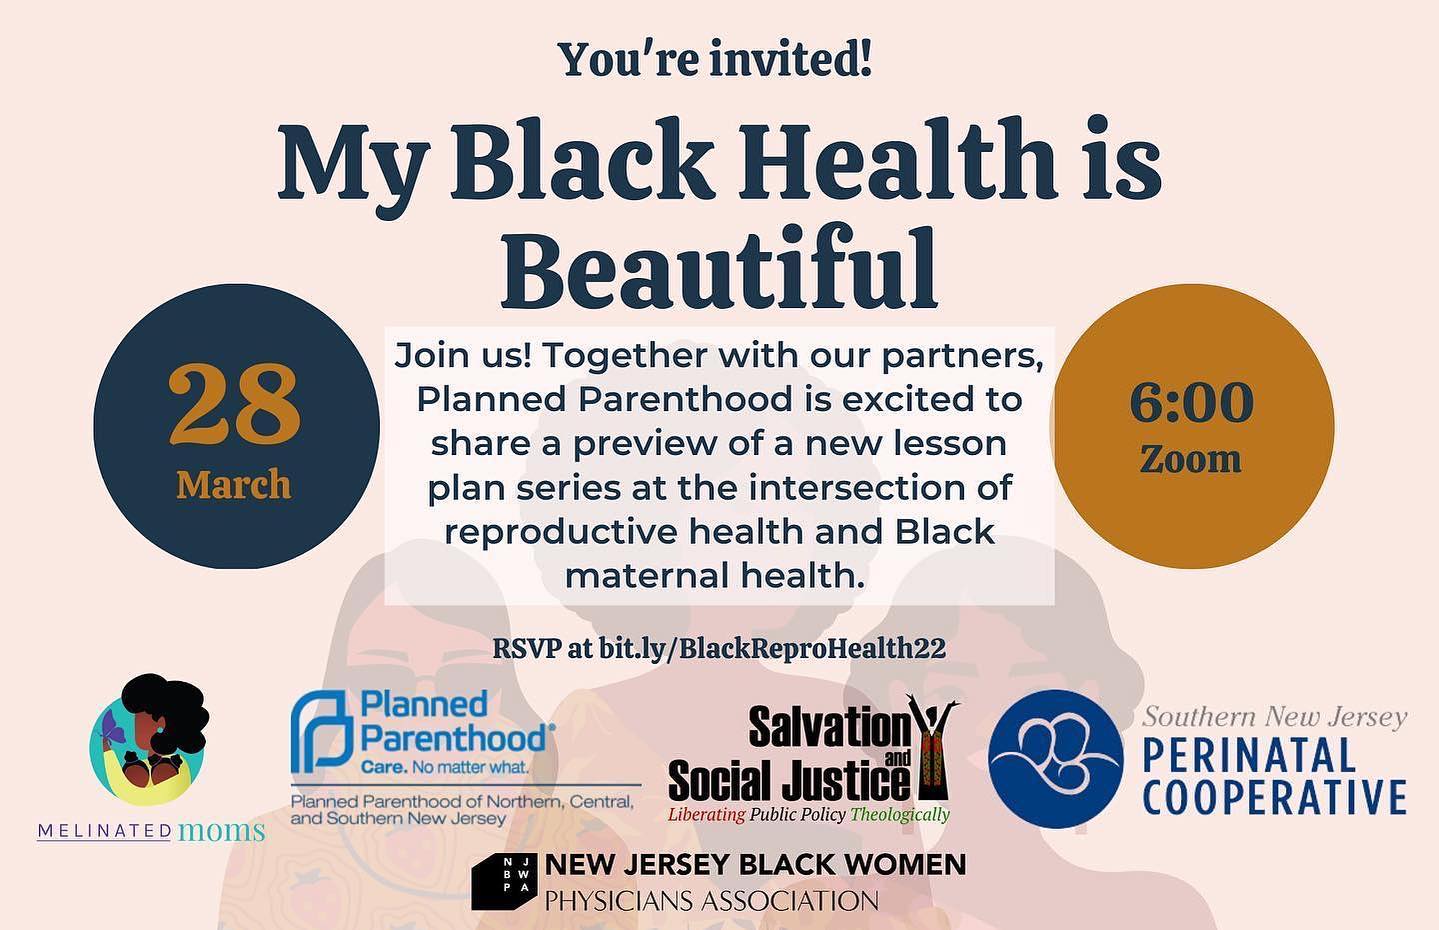 You're invited!
My Black Health is
Beautiful
28
March
Join us! Together with our partners,
Planned Parenthood is excited to
share a preview of a new lesson
plan series at the intersection of
reproductive health and Black
maternal health.
6:00
Zoom
RSVP at bit.ly/BlackReproHealth22
MELINATED moms
Planned
Parenthood®
Care. No matter what.
Planned Parenthood of Northern, Central,
and Southern New Jersey
Salvation
and
Social Justice
Liberating Public Policy Theologically
Southern New Jersey
PERINATAL
COOPERATIVE
N J
B W
P A
NEW JERSEY BLACK WOMEN
PHYSICIANS ASSOCIATION